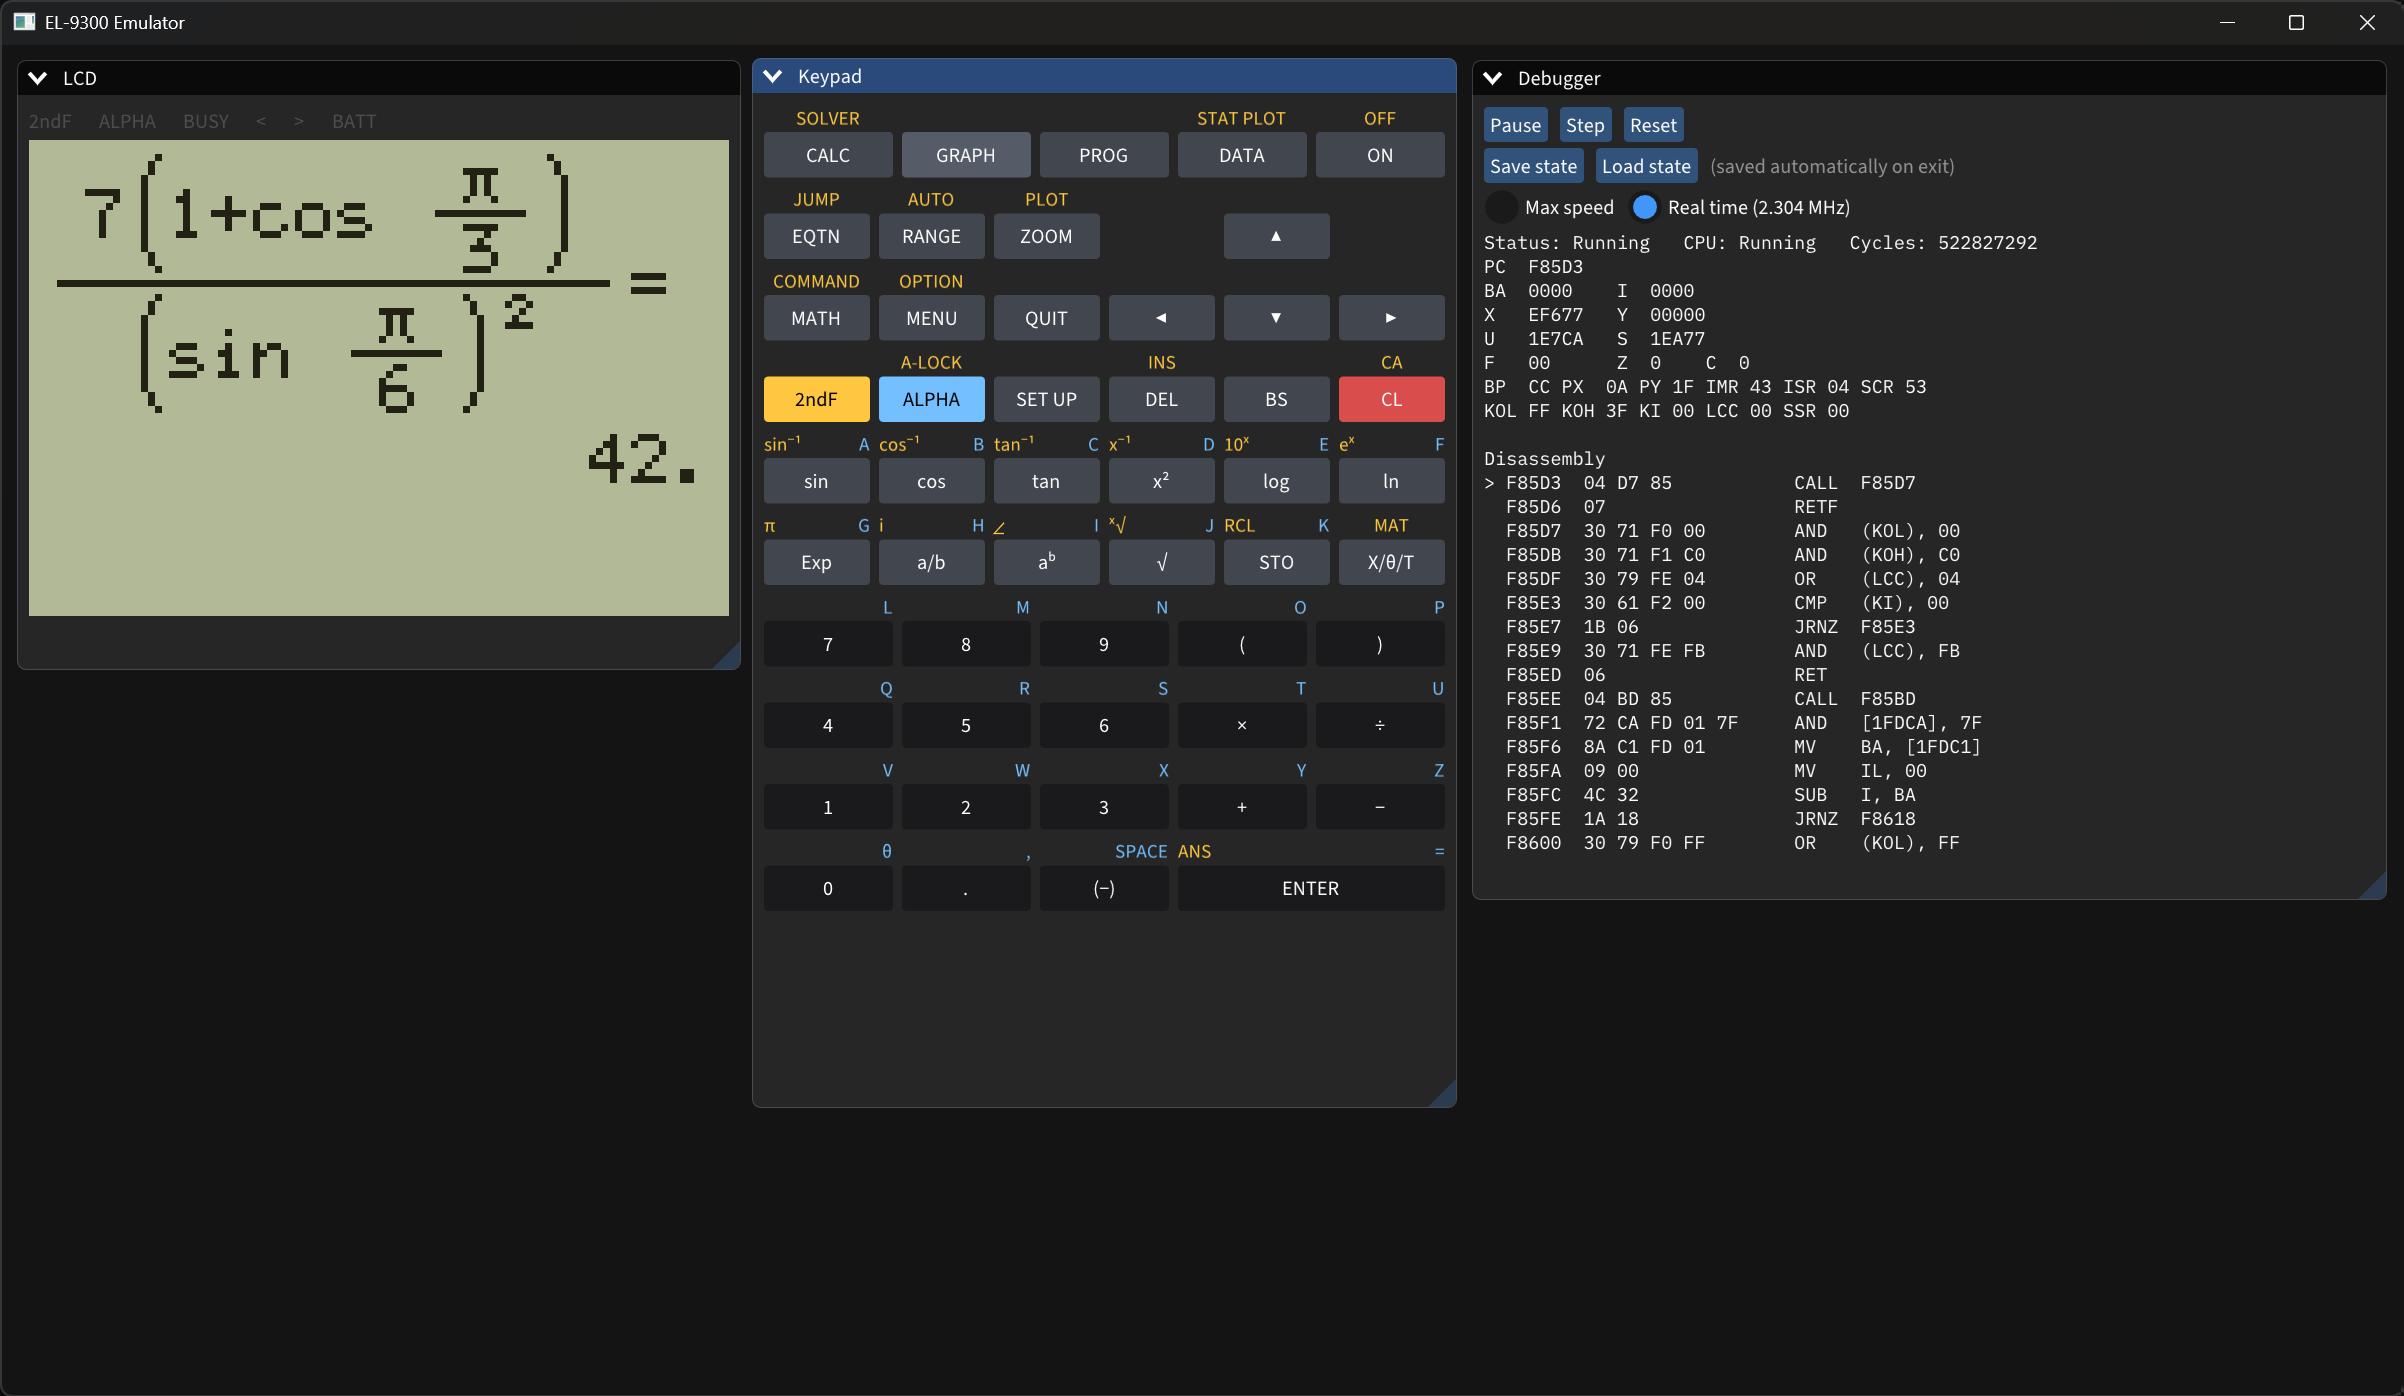 EL-9300 Emulator
LCD
2ndF ALPHA BUSY < > BATT
7(1+cos π/3)
(sin π/6)²
=
42.
Keypad
SOLVER STAT PLOT OFF
CALC GRAPH PROG DATA ON
JUMP AUTO PLOT
EQTN RANGE ZOOM ▲
COMMAND OPTION
MATH MENU QUIT ◄ ▼ ►
A-LOCK INS CA
2ndF ALPHA SET UP DEL BS CL
sin⁻¹ A cos⁻¹ B tan⁻¹ C x⁻¹ D 10ˣ E eˣ F
sin cos tan x² log ln
π G i H ∠ I ˣ√ J RCL K MAT
Exp a/b aᵇ √ STO X/θ/T
L M N O P
7 8 9 ( )
Q R S T U
4 5 6 × ÷
V W X Y Z
1 2 3 + −
θ , SPACE ANS =
0 . (−) ENTER
Debugger
Pause Step Reset
Save state Load state (saved automatically on exit)
Max speed Real time (2.304 MHz)
Status: Running CPU: Running Cycles: 522827292
PC F85D3
BA 0000 I 0000
X EF677 Y 00000
U 1E7CA S 1EA77
F 00 Z 0 C 0
BP CC PX 0A PY 1F IMR 43 ISR 04 SCR 53
KOL FF KOH 3F KI 00 LCC 00 SSR 00
Disassembly
> F85D3 04 D7 85 CALL F85D7
F85D6 07 RETF
F85D7 30 71 F0 00 AND (KOL), 00
F85DB 30 71 F1 C0 AND (KOH), C0
F85DF 30 79 FE 04 OR (LCC), 04
F85E3 30 61 F2 00 CMP (KI), 00
F85E7 1B 06 JRNZ F85E3
F85E9 30 71 FE FB AND (LCC), FB
F85ED 06 RET
F85EE 04 BD 85 CALL F85BD
F85F1 72 CA FD 01 7F AND [1FDCA], 7F
F85F6 8A C1 FD 01 MV BA, [1FDC1]
F85FA 09 00 MV IL, 00
F85FC 4C 32 SUB I, BA
F85FE 1A 18 JRNZ F8618
F8600 30 79 F0 FF OR (KOL), FF